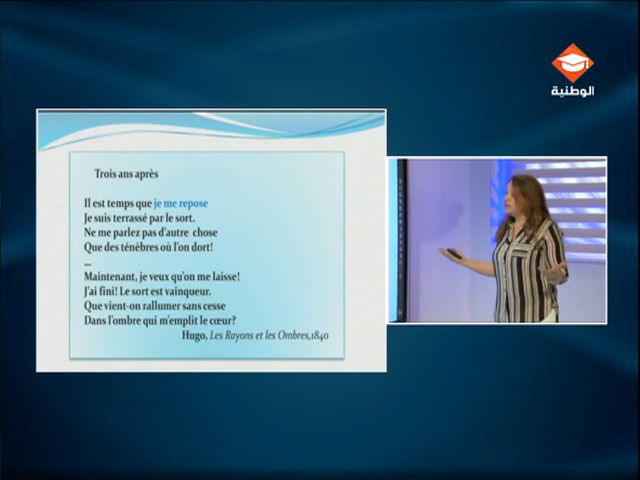 الوطنية
Trois ans après
Il est temps que je me repose
Je suis terrassé par le sort.
Ne me parlez pas d'autre chose
Que des ténèbres où l'on dort!
...
Maintenant, je veux qu'on me laisse!
J'ai fini! Le sort est vainqueur.
Que vient-on rallumer sans cesse
Dans l'ombre qui m'emplit le cœur?
Hugo, Les Rayons et les Ombres,1840